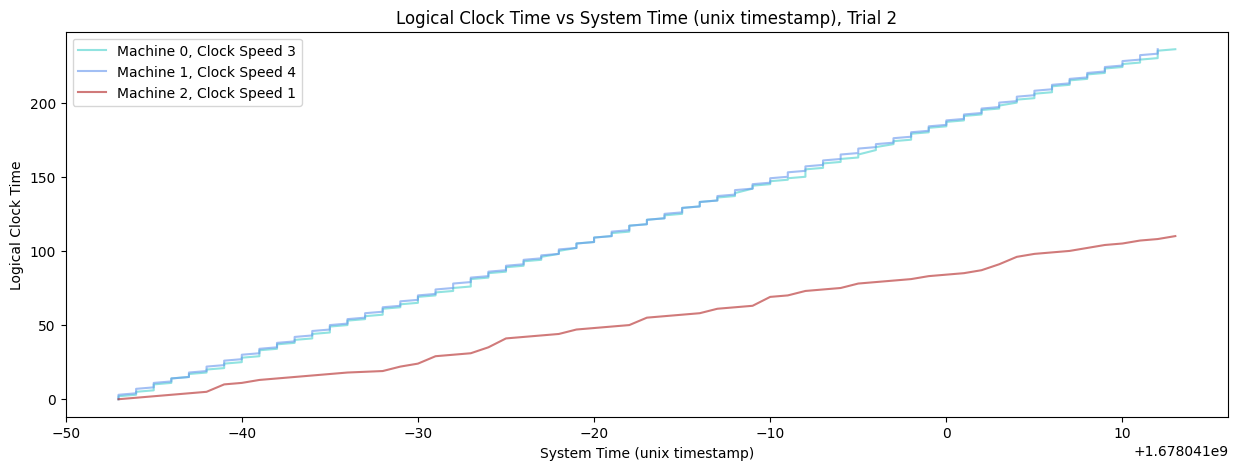 Logical Clock Time vs System Time (unix timestamp), Trial 2
Machine 0, Clock Speed 3
Machine 1, Clock Speed 4
Machine 2, Clock Speed 1
Logical Clock Time
200
150
100
50
0
−50
−40
−30
−20
−10
0
10
+1.678041e9
System Time (unix timestamp)